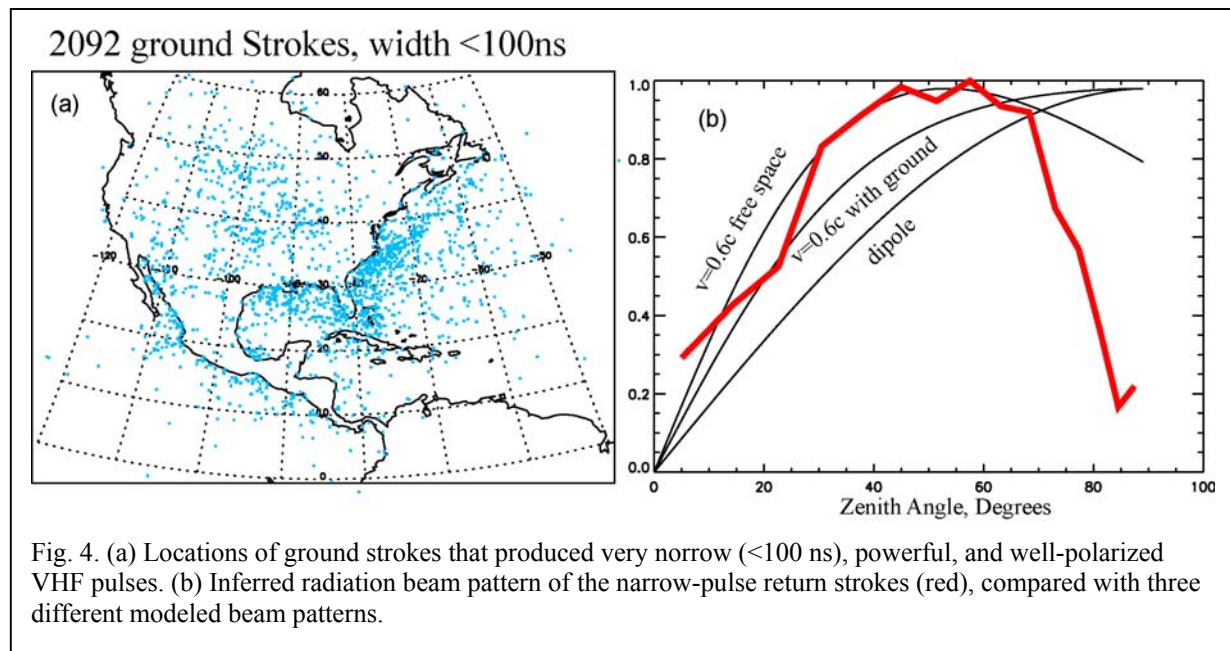 2092 ground Strokes, width <100ns
(a)
60
50
40
-120
-110
-100
-30
-70
-60
-50
20
10
0
(b)
1.0
0.8
0.6
0.4
0.2
0.0
v=0.6c free space
v=0.6c with ground
dipole
0 20 40 60 80 100
Zenith Angle, Degrees
Fig. 4. (a) Locations of ground strokes that produced very norrow (<100 ns), powerful, and well-polarized
VHF pulses. (b) Inferred radiation beam pattern of the narrow-pulse return strokes (red), compared with three
different modeled beam patterns.